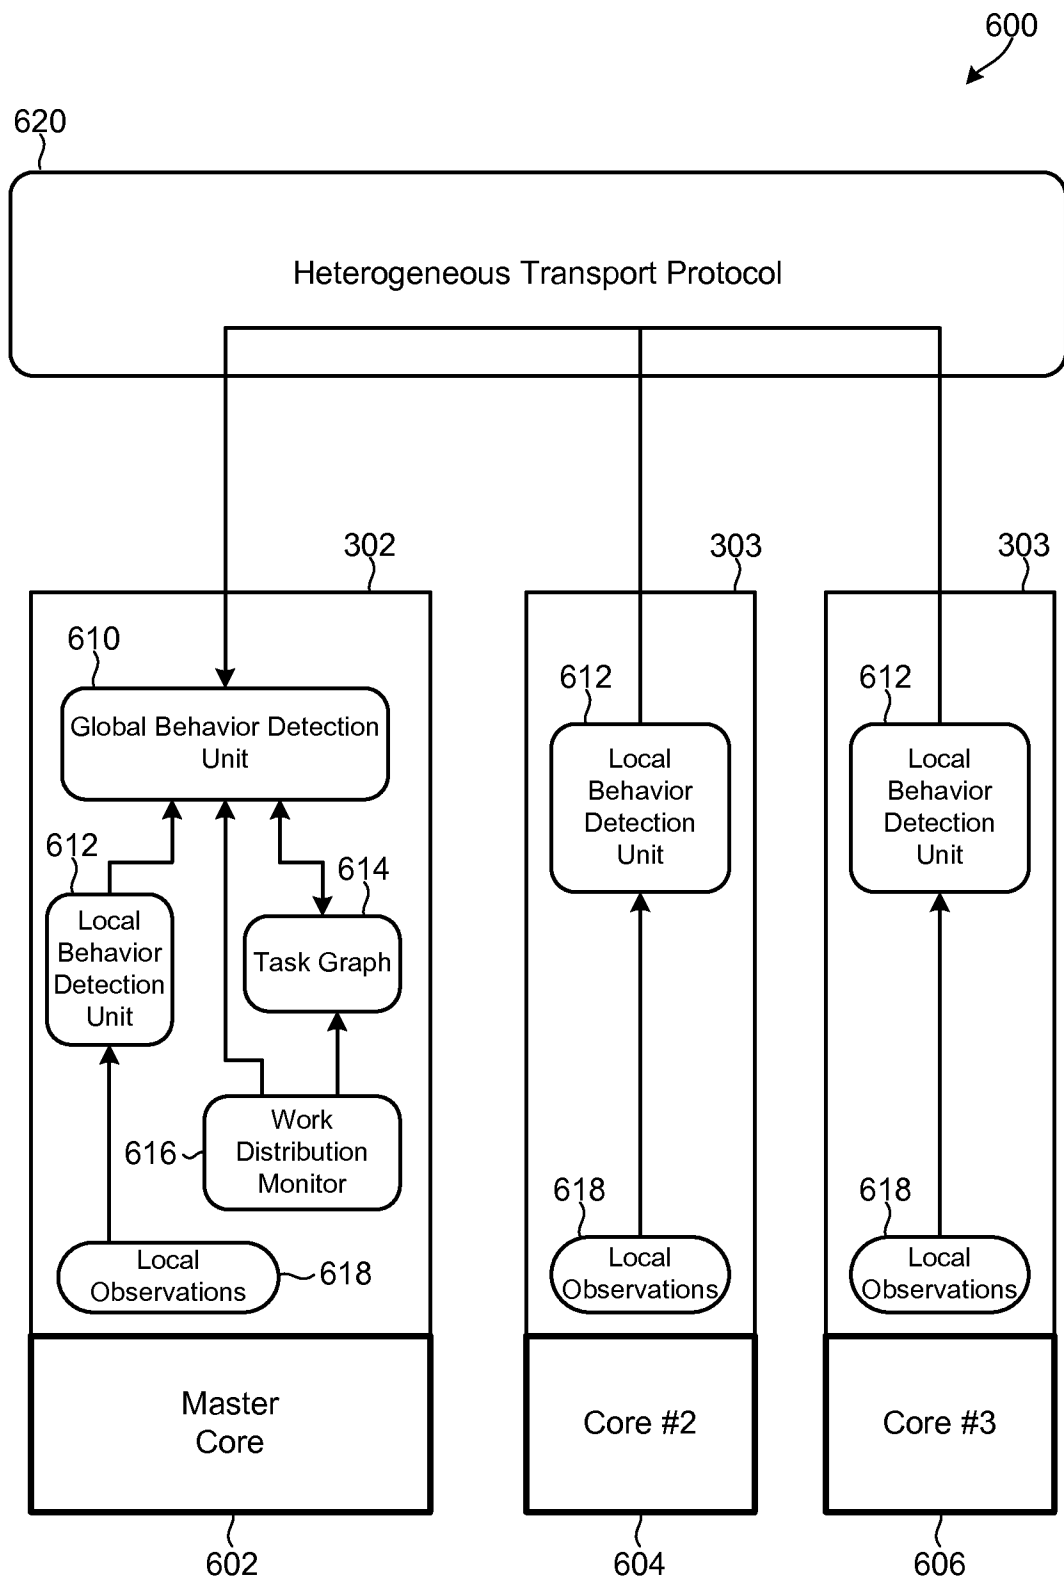 600
620
Heterogeneous Transport Protocol
302
303
303
610
Global Behavior Detection
Unit
612
Local
Behavior
Detection
Unit
612
Local
Behavior
Detection
Unit
612
Local
Behavior
Detection
Unit
614
Task Graph
616
Work
Distribution
Monitor
618
Local
Observations
618
Local
Observations
618
Local
Observations
Master
Core
Core #2
Core #3
602
604
606